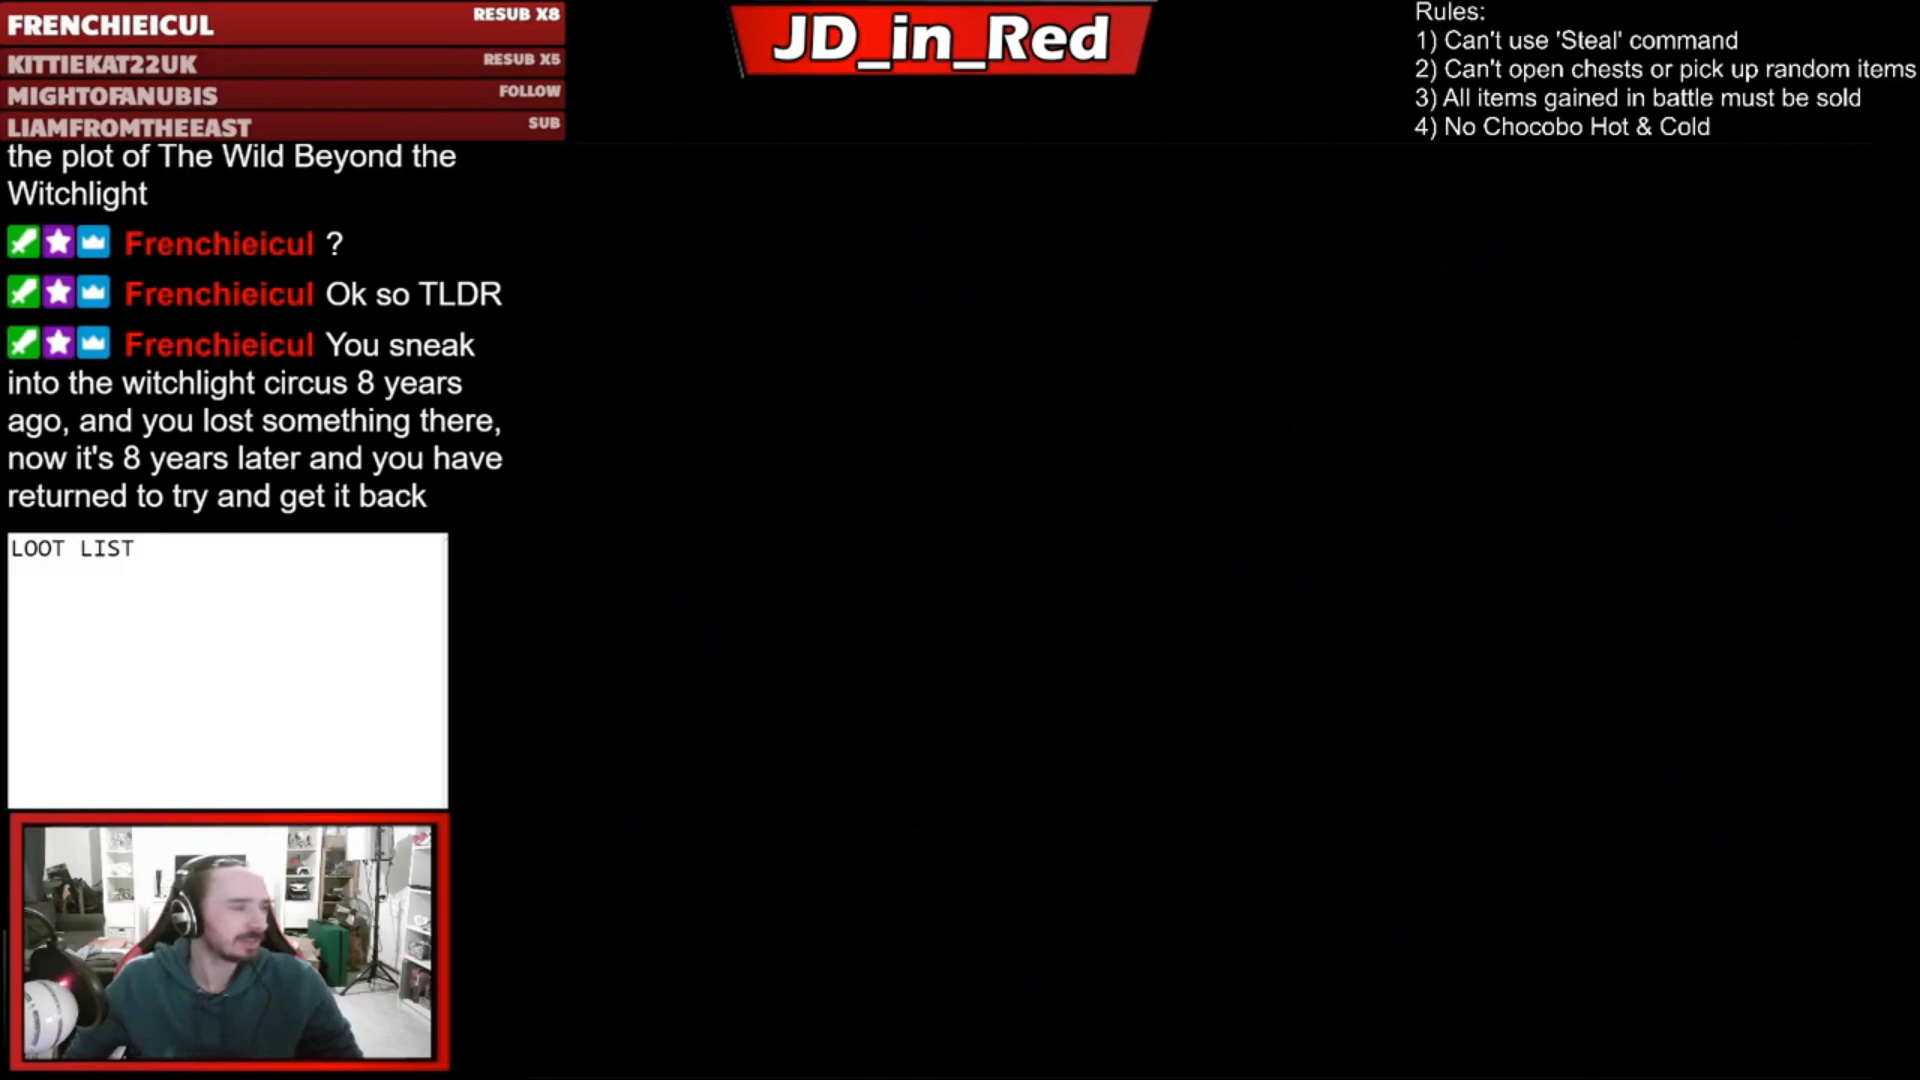 FRENCHIEICUL RESUB X8
KITTIEKAT22UK RESUB X5
MIGHTOFANUBIS FOLLOW
LIAMFROMTHEEAST SUB
the plot of The Wild Beyond the
Witchlight
Frenchieicul ?
Frenchieicul Ok so TLDR
Frenchieicul You sneak
into the witchlight circus 8 years
ago, and you lost something there,
now it's 8 years later and you have
returned to try and get it back
LOOT LIST
JD_in_Red
Rules:
1) Can't use 'Steal' command
2) Can't open chests or pick up random items
3) All items gained in battle must be sold
4) No Chocobo Hot & Cold